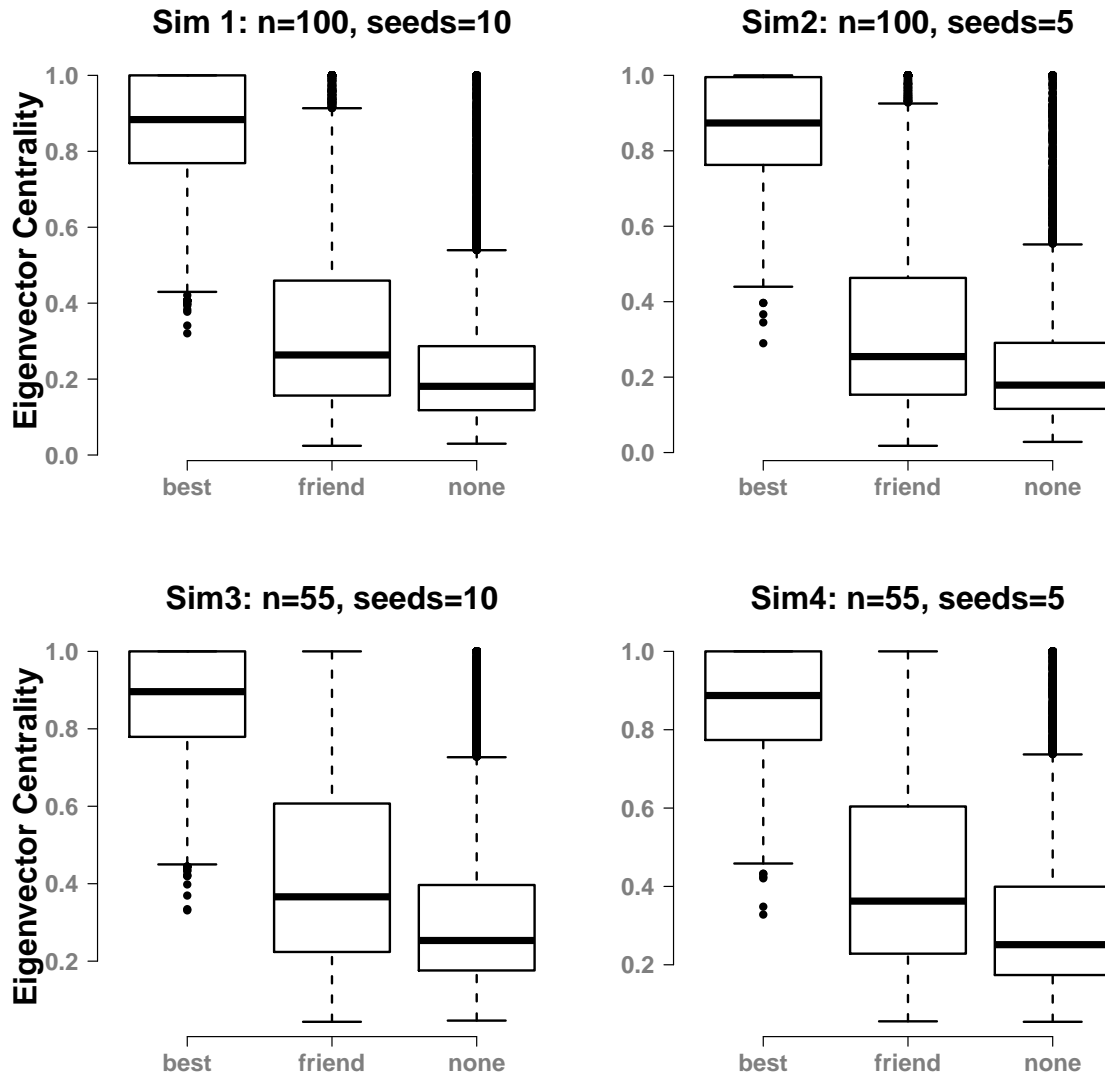 Sim 1: n=100, seeds=10
Eigenvector Centrality
1.0
0.8
0.6
0.4
0.2
0.0
best friend none
Sim2: n=100, seeds=5
1.0
0.8
0.6
0.4
0.2
0.0
best friend none
Sim3: n=55, seeds=10
Eigenvector Centrality
1.0
0.8
0.6
0.4
0.2
best friend none
Sim4: n=55, seeds=5
1.0
0.8
0.6
0.4
0.2
best friend none